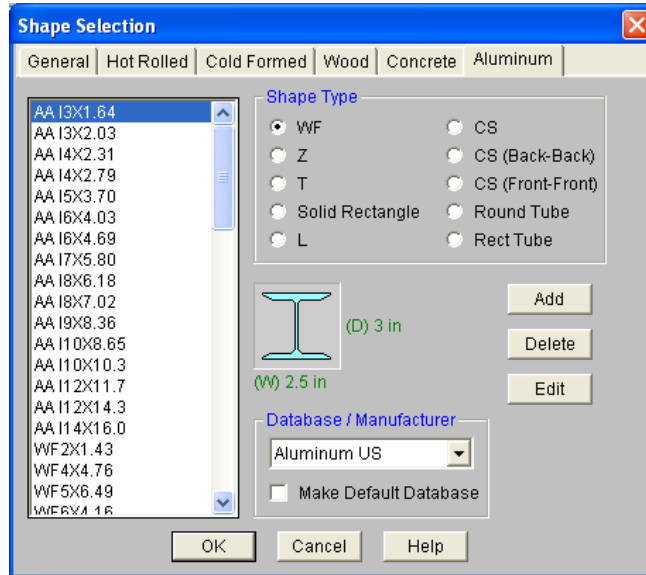 Shape Selection
General Hot Rolled Cold Formed Wood Concrete Aluminum
AA I3X1.64
AA I3X2.03
AA I4X2.31
AA I4X2.79
AA I5X3.70
AA I6X4.03
AA I6X4.69
AA I7X5.80
AA I8X6.18
AA I8X7.02
AA I9X8.36
AA I10X8.65
AA I10X10.3
AA I12X11.7
AA I12X14.3
AA I14X16.0
WF2X1.43
WF4X4.76
WF5X6.49
WF6X4.16
Shape Type
WF
Z
T
Solid Rectangle
L
CS
CS (Back-Back)
CS (Front-Front)
Round Tube
Rect Tube
(D) 3 in
(W) 2.5 in
Add
Delete
Edit
Database / Manufacturer
Aluminum US
Make Default Database
OK Cancel Help